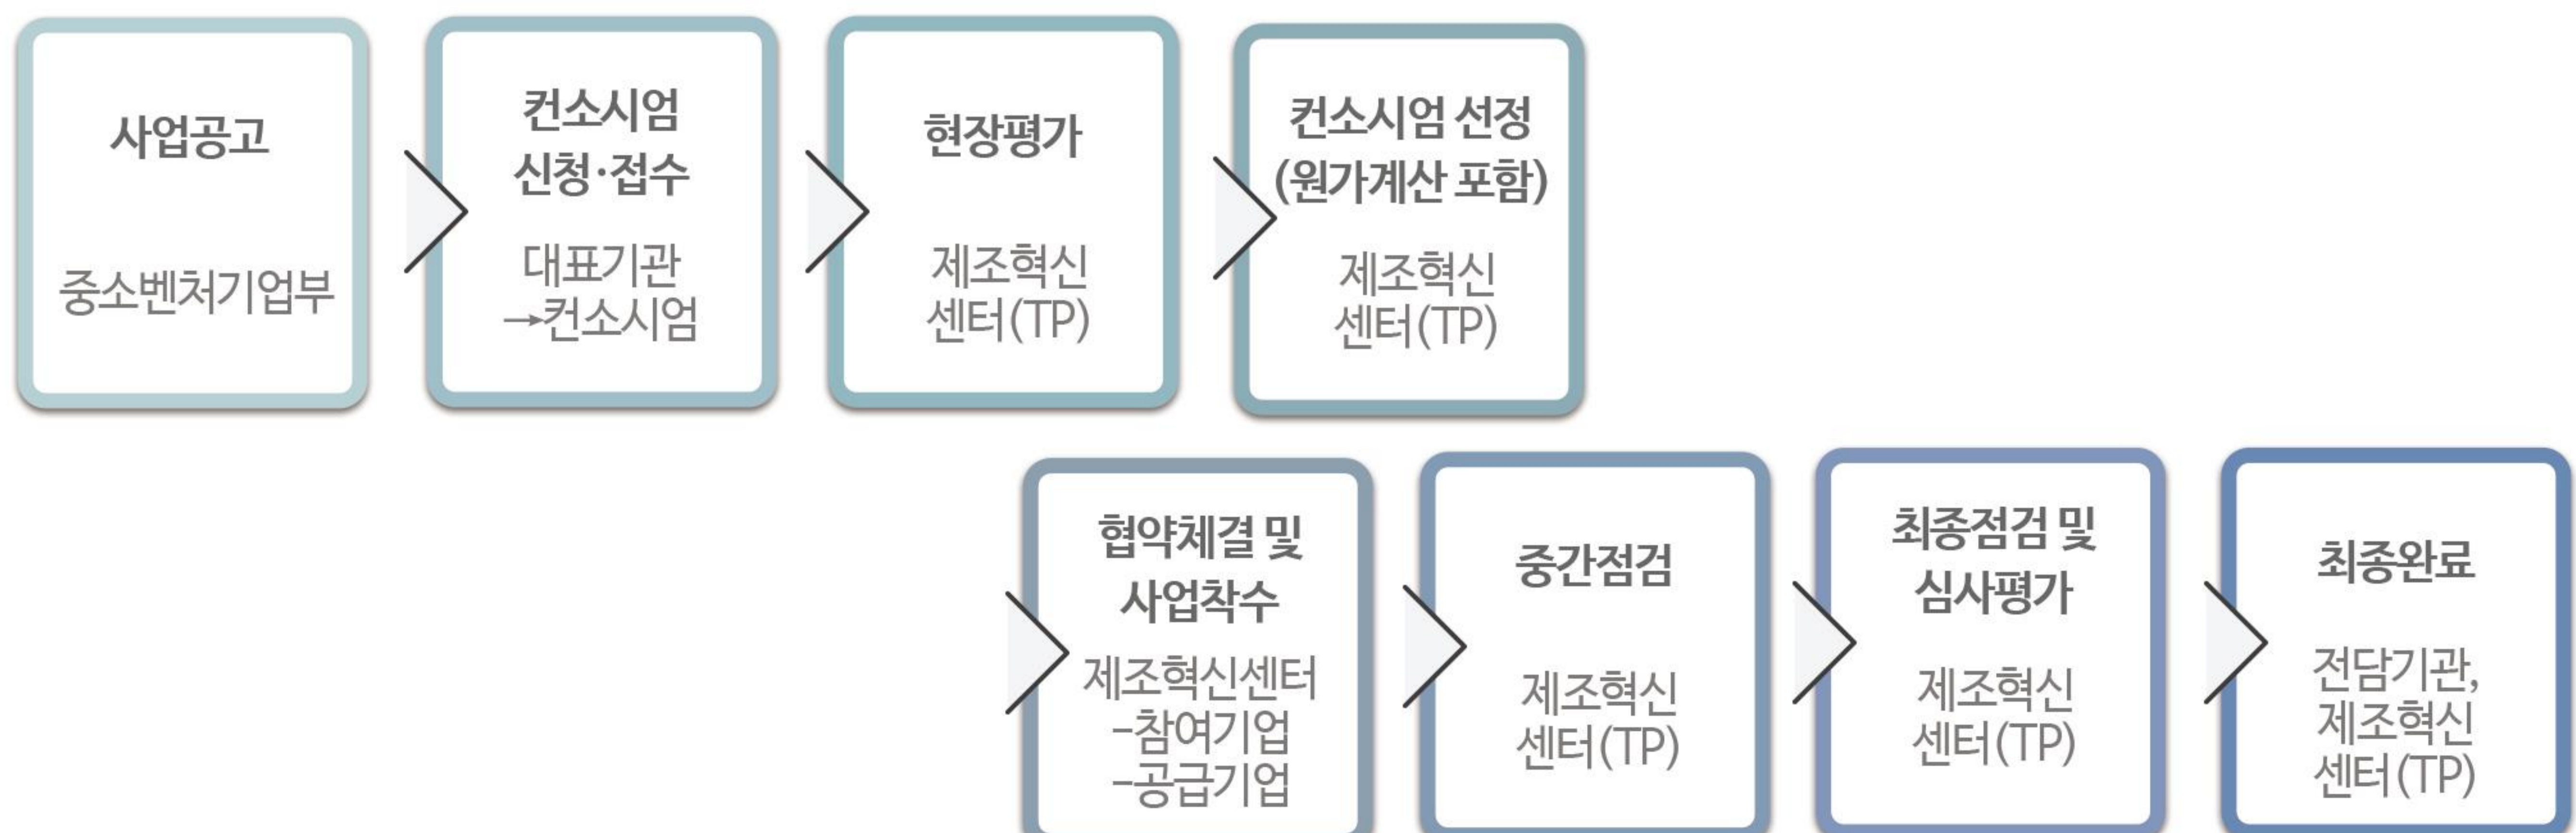 사업공고
중소벤처기업부
컨소시엄
신청·접수
대표기관
→컨소시엄
현장평가
제조혁신
센터(TP)
컨소시엄 선정
(원가계산 포함)
제조혁신
센터(TP)
협약체결 및
사업착수
제조혁신센터
-참여기업
-공급기업
중간점검
제조혁신
센터(TP)
최종점검 및
심사평가
제조혁신
센터(TP)
최종완료
전담기관,
제조혁신
센터(TP)